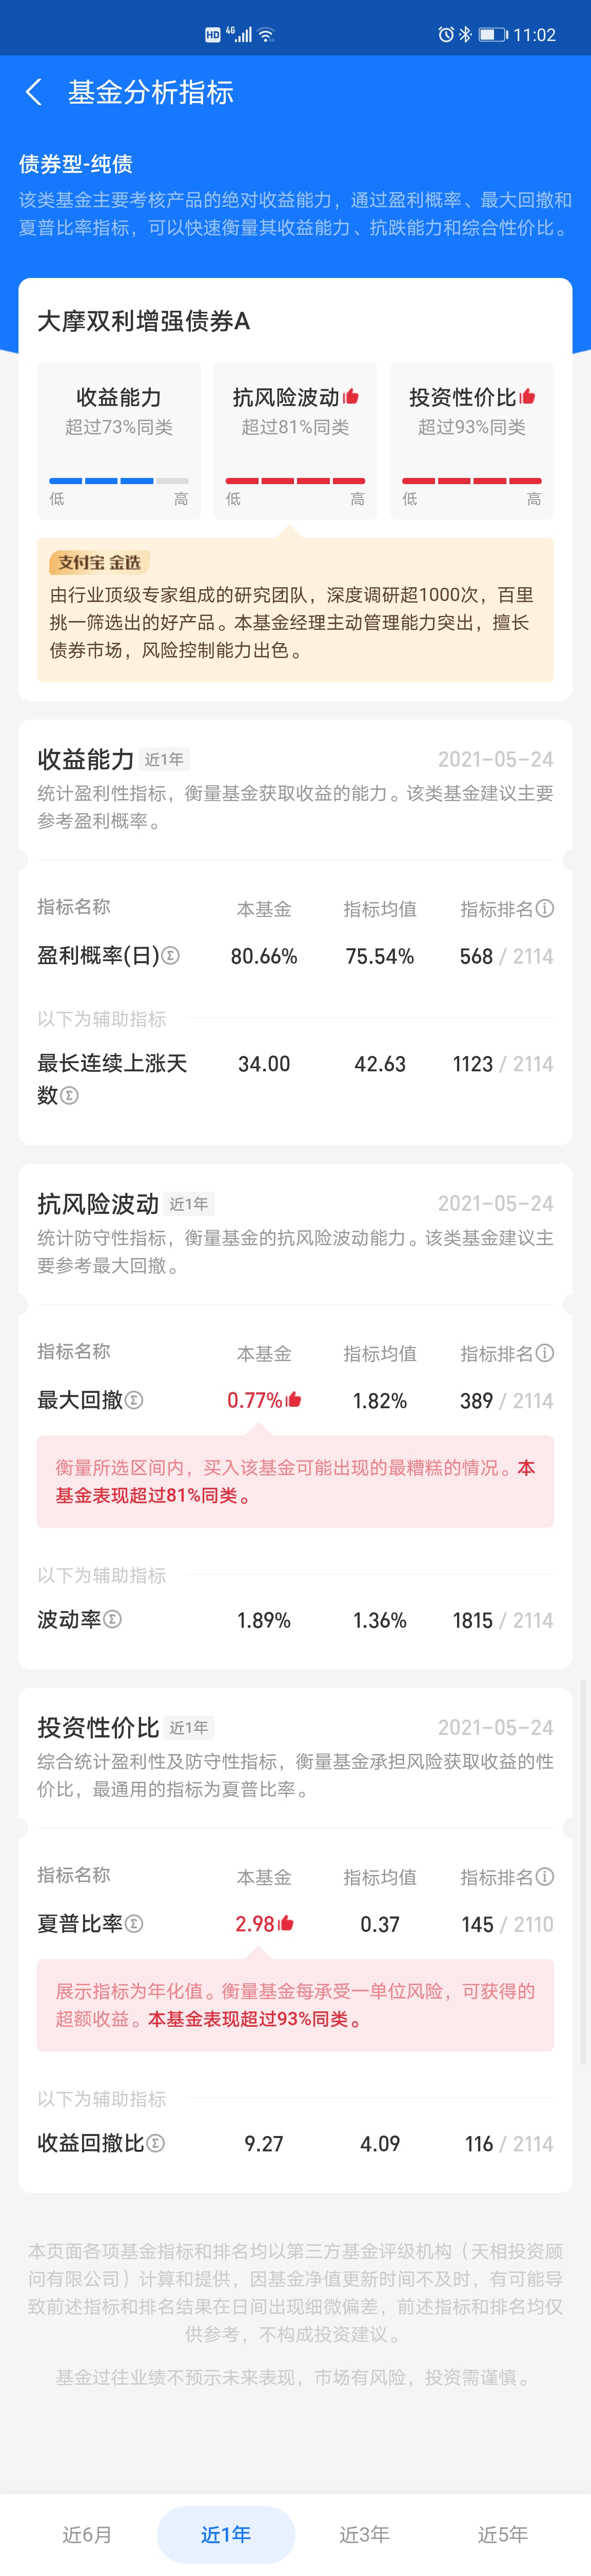 HD 4G 11:02
基金分析指标
债券型-纯债
该类基金主要考核产品的绝对收益能力，通过盈利概率、最大回撤和
夏普比率指标，可以快速衡量其收益能力、抗跌能力和综合性价比。
大摩双利增强债券A
收益能力 抗风险波动 投资性价比
超过73%同类 超过81%同类 超过93%同类
低 高 低 高 低 高
支付宝 金选
由行业顶级专家组成的研究团队，深度调研超1000次，百里
挑一筛选出的好产品。本基金经理主动管理能力突出，擅长
债券市场，风险控制能力出色。
收益能力 近1年 2021-05-24
统计盈利性指标，衡量基金获取收益的能力。该类基金建议主要
参考盈利概率。
指标名称 本基金 指标均值 指标排名
盈利概率(日) 80.66% 75.54% 568 / 2114
以下为辅助指标
最长连续上涨天 34.00 42.63 1123 / 2114
数
抗风险波动 近1年 2021-05-24
统计防守性指标，衡量基金的抗风险波动能力。该类基金建议主
要参考最大回撤。
指标名称 本基金 指标均值 指标排名
最大回撤 0.77% 1.82% 389 / 2114
衡量所选区间内，买入该基金可能出现的最糟糕的情况。本
基金表现超过81%同类。
以下为辅助指标
波动率 1.89% 1.36% 1815 / 2114
投资性价比 近1年 2021-05-24
综合统计盈利性及防守性指标，衡量基金承担风险获取收益的性
价比，最通用的指标为夏普比率。
指标名称 本基金 指标均值 指标排名
夏普比率 2.98 0.37 145 / 2110
展示指标为年化值。衡量基金每承受一单位风险，可获得的
超额收益。本基金表现超过93%同类。
以下为辅助指标
收益回撤比 9.27 4.09 116 / 2114
本页面各项基金指标和排名均以第三方基金评级机构（天相投资顾
问有限公司）计算和提供，因基金净值更新时间不及时，有可能导
致前述指标和排名结果在日间出现细微偏差，前述指标和排名均仅
供参考，不构成投资建议。
基金过往业绩不预示未来表现，市场有风险，投资需谨慎。
近6月 近1年 近3年 近5年